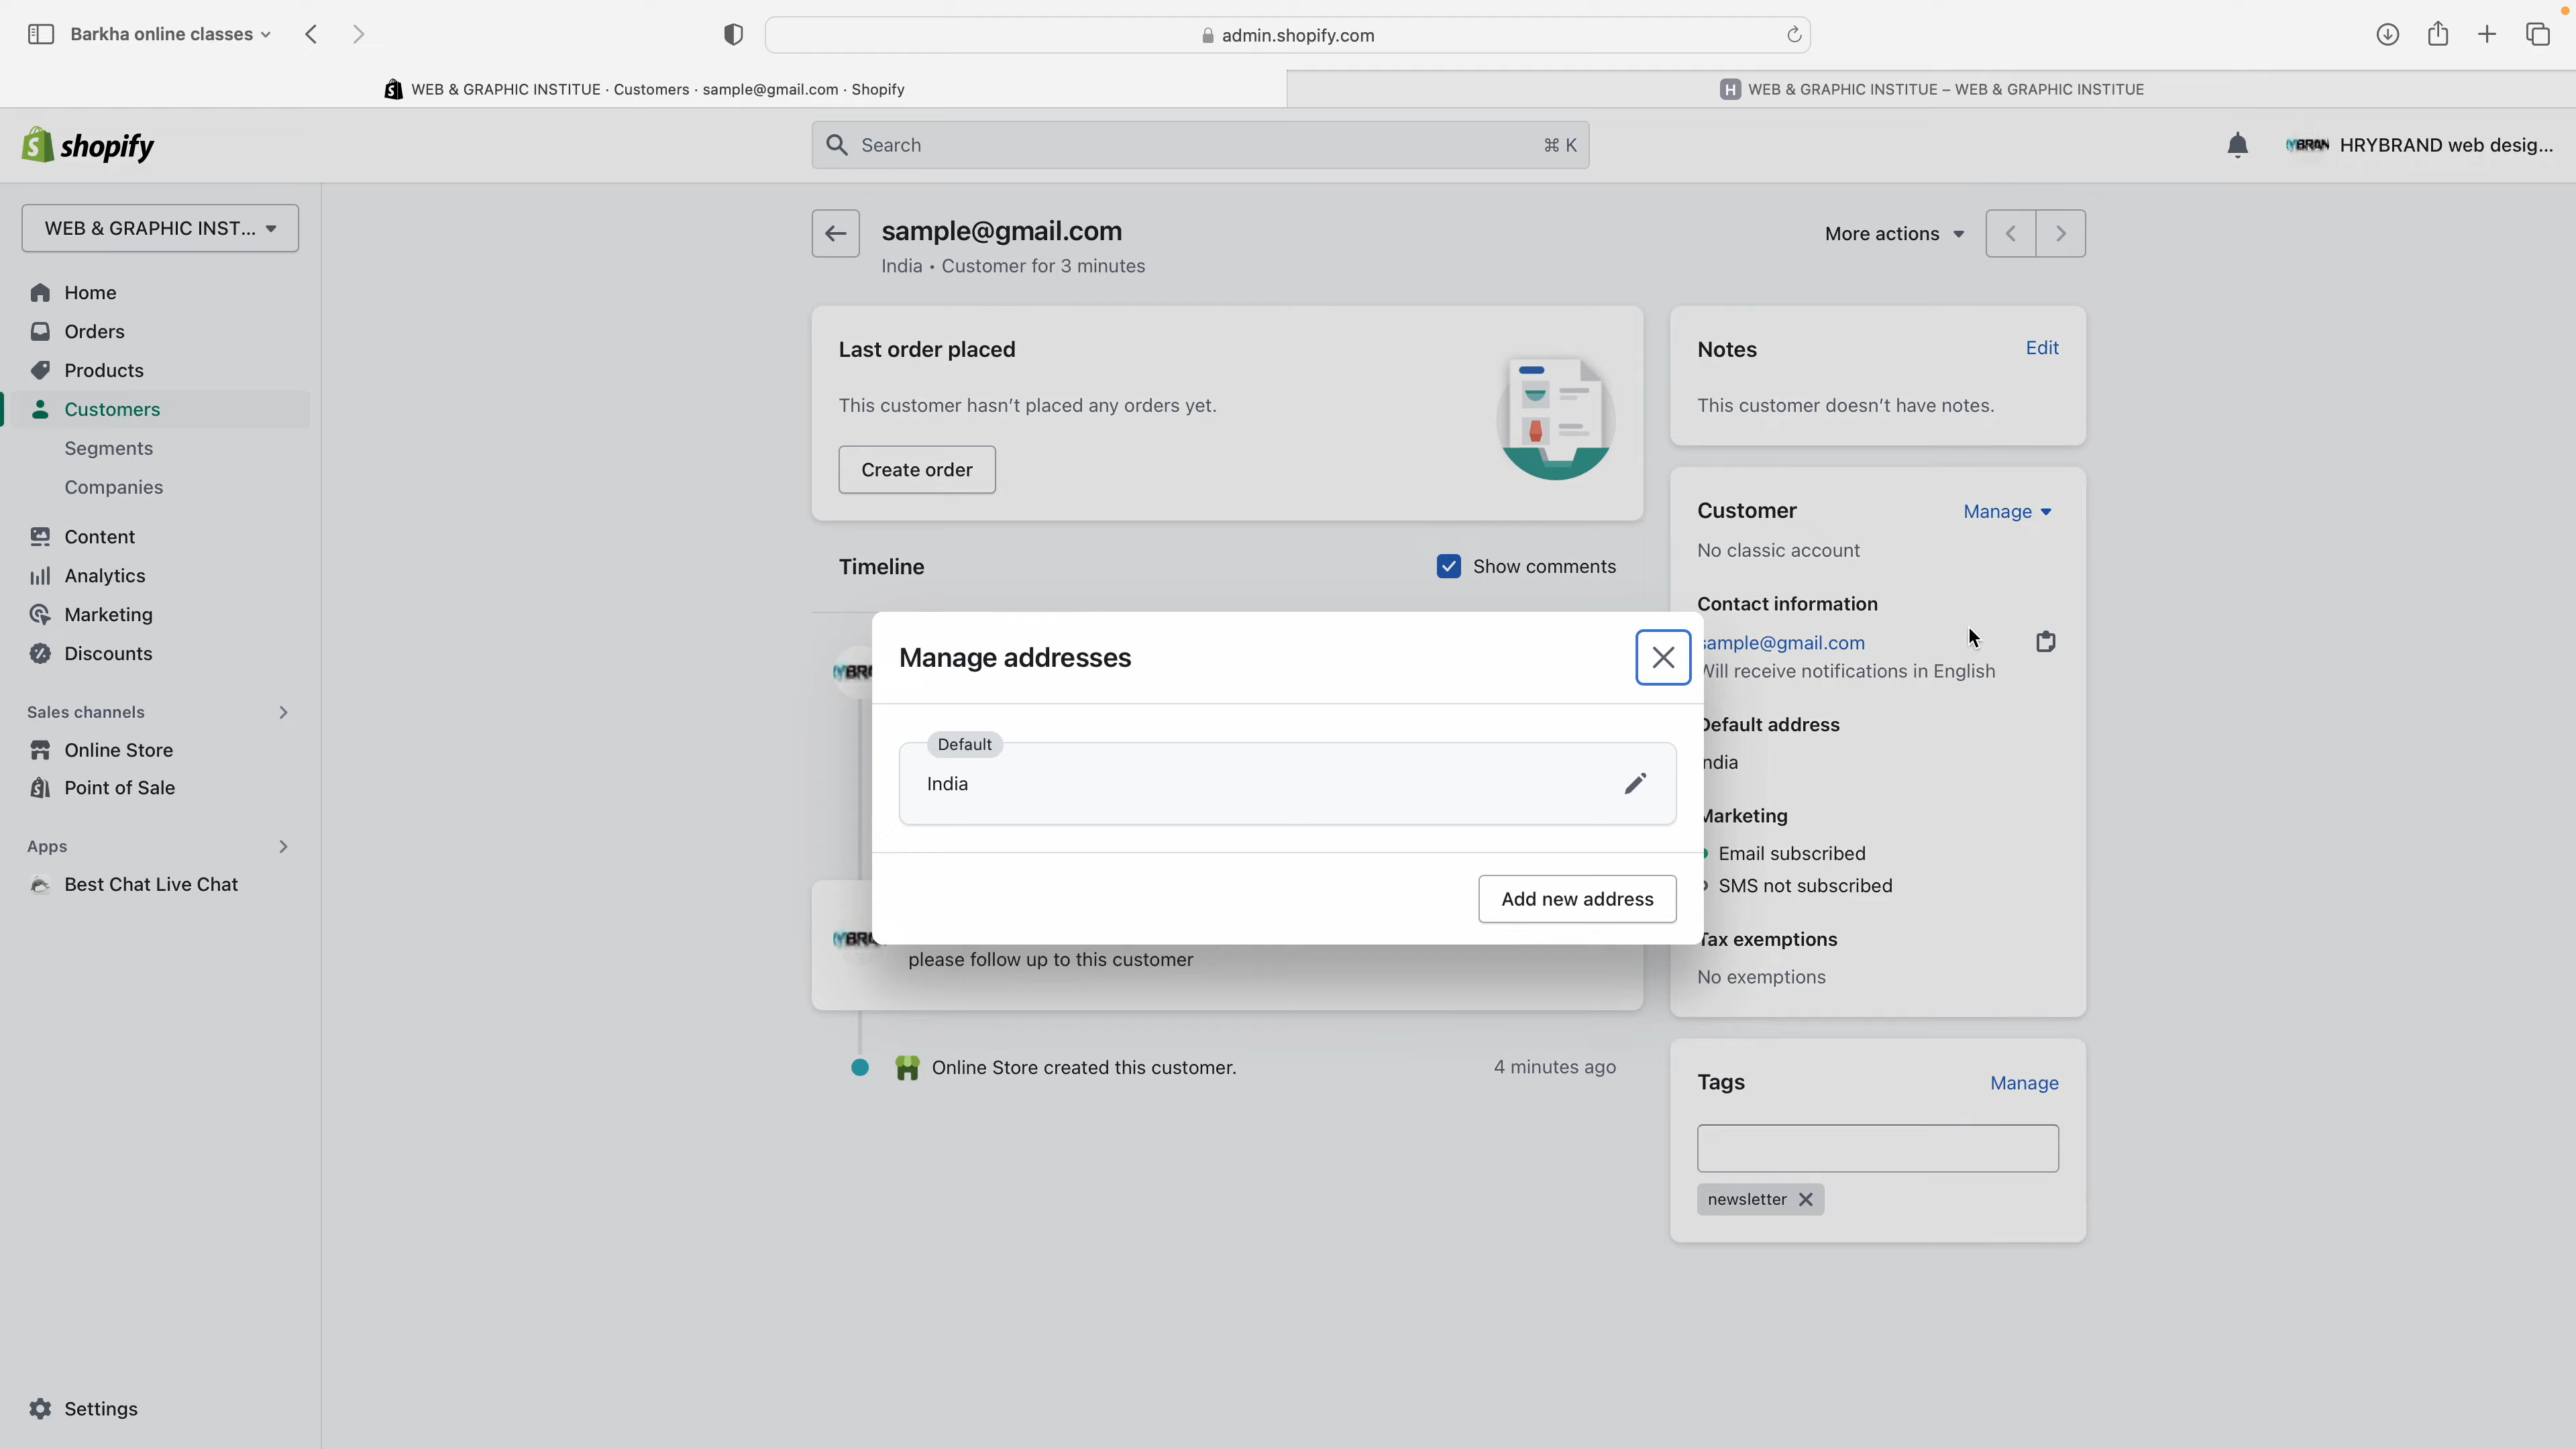 Barkha online classes
admin.shopify.com
WEB & GRAPHIC INSTITUE · Customers · sample@gmail.com · Shopify
H WEB & GRAPHIC INSTITUE – WEB & GRAPHIC INSTITUE
shopify
Search
⌘ K
HRYBRAND web desig...
WEB & GRAPHIC INST...
Home
Orders
Products
Customers
Segments
Companies
Content
Analytics
Marketing
Discounts
Sales channels
Online Store
Point of Sale
Apps
Best Chat Live Chat
Settings
sample@gmail.com
India • Customer for 3 minutes
More actions
Last order placed
This customer hasn't placed any orders yet.
Create order
Timeline
Show comments
Manage addresses
Default
India
Add new address
please follow up to this customer
Online Store created this customer.
4 minutes ago
Notes
Edit
This customer doesn't have notes.
Customer
Manage
No classic account
Contact information
sample@gmail.com
Will receive notifications in English
Default address
India
Marketing
Email subscribed
SMS not subscribed
Tax exemptions
No exemptions
Tags
Manage
newsletter